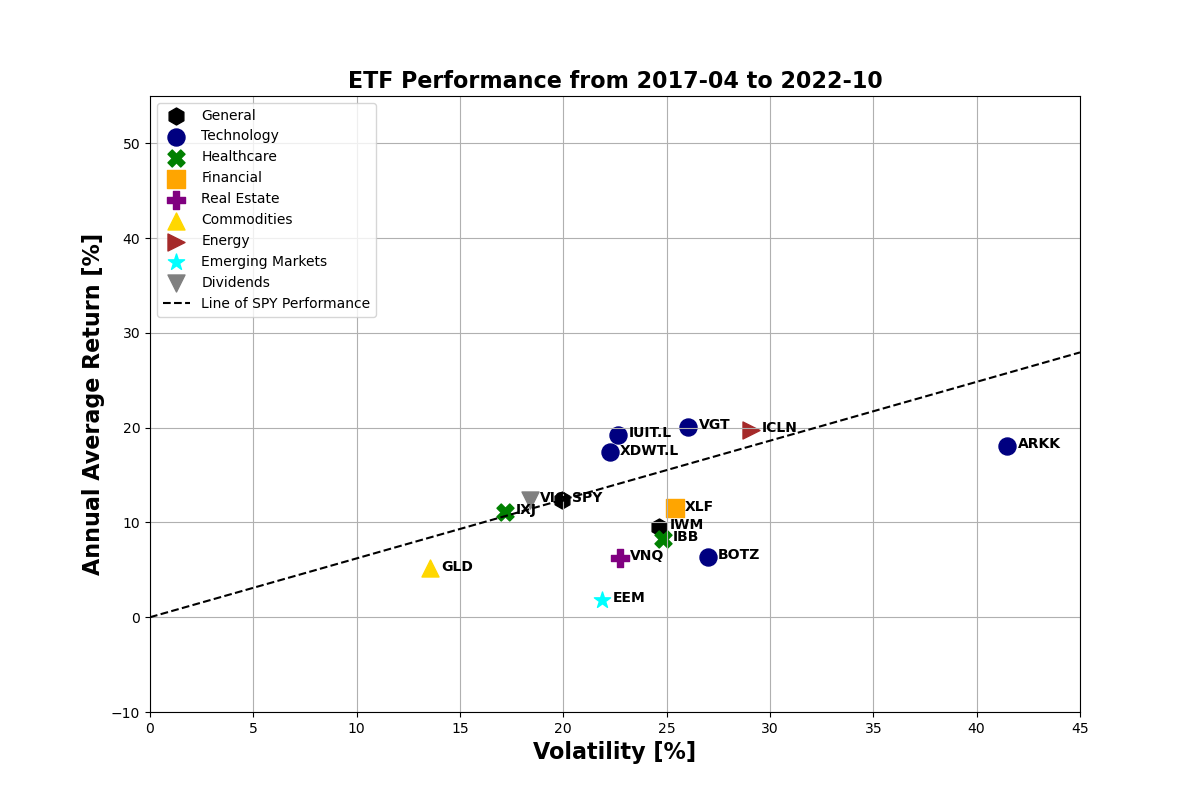 ETF Performance from 2017-04 to 2022-10
General
Technology
Healthcare
Financial
Real Estate
Commodities
Energy
Emerging Markets
Dividends
Line of SPY Performance
Annual Average Return [%]
50
40
30
20
10
0
−10
IUIT.L
VGT
ICLN
XDWT.L
ARKK
SPY
IXJ
XLF
IWM
IBB
VNQ
BOTZ
GLD
EEM
0 5 10 15 20 25 30 35 40 45
Volatility [%]